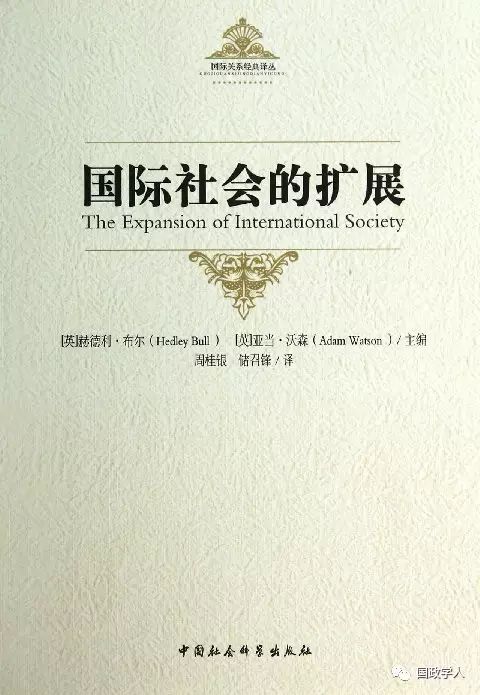 国际关系经典译丛
GUOJIGUANXIJINGDIANYICONG
国际社会的扩展
The Expansion of International Society
[英]赫德利·布尔（Hedley Bull） [英]亚当·沃森（Adam Watson）/主编
周桂银 储召锋/译
中国社会科学出版社
国政学人